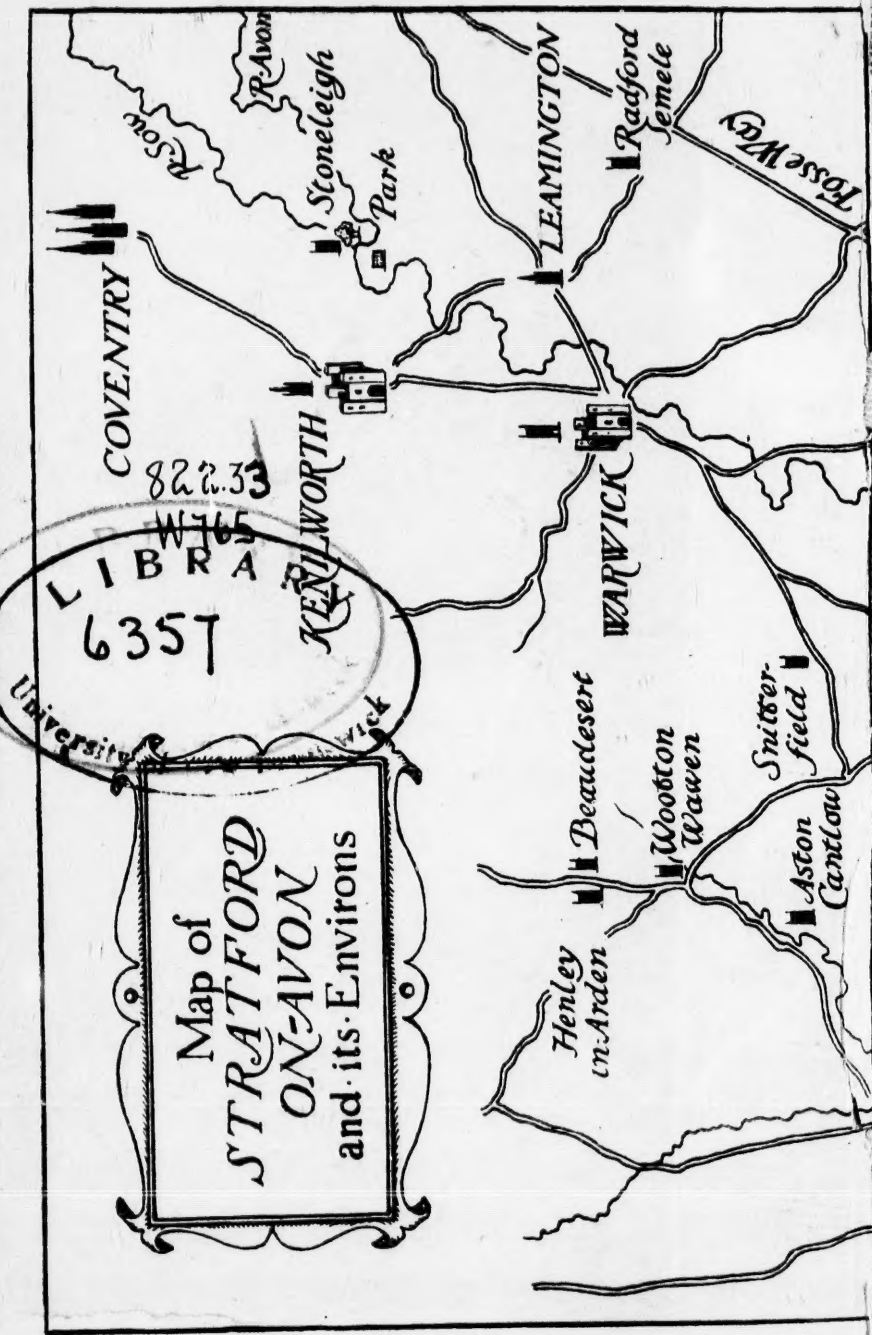 Map of
STRATFORD
ON-AVON
and·its·Environs
COVENTRY
R. Sow
R. Avon
Stoneleigh
Park
KENILWORTH
LEAMINGTON
Radford
Semele
Fosse Way
WARWICK
Beaudesert
Henley
in-Arden
Wootton
Wawen
Snitter-
field
Aston
Cantlow
822.33
W765
LIBRARY
6357
University
wick